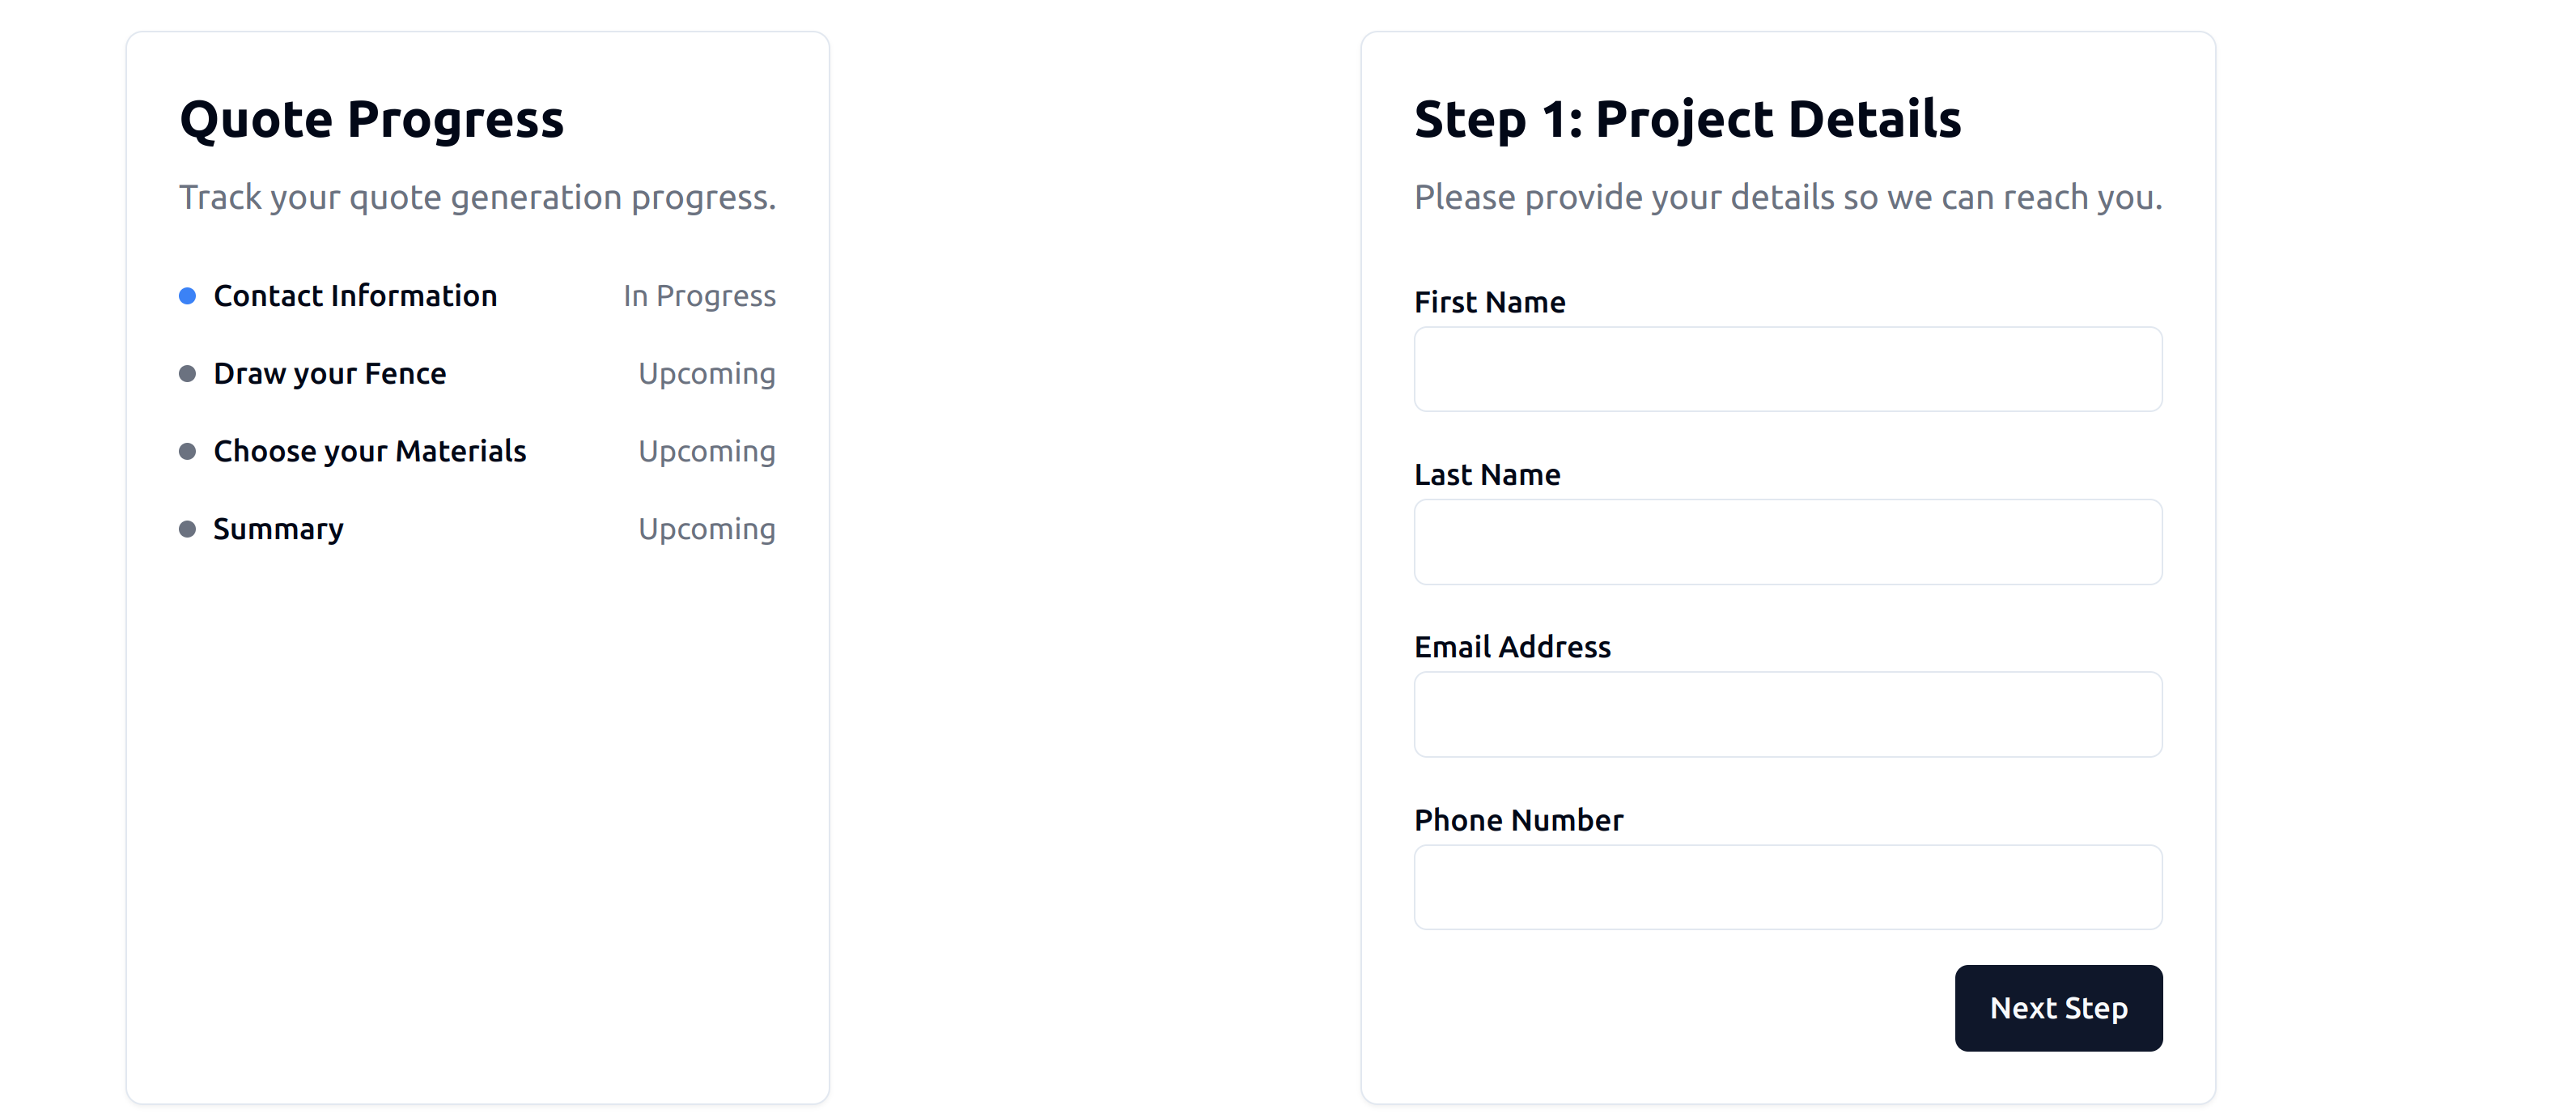 Quote Progress
Track your quote generation progress.
Contact Information In Progress
Draw your Fence Upcoming
Choose your Materials Upcoming
Summary Upcoming
Step 1: Project Details
Please provide your details so we can reach you.
First Name
Last Name
Email Address
Phone Number
Next Step